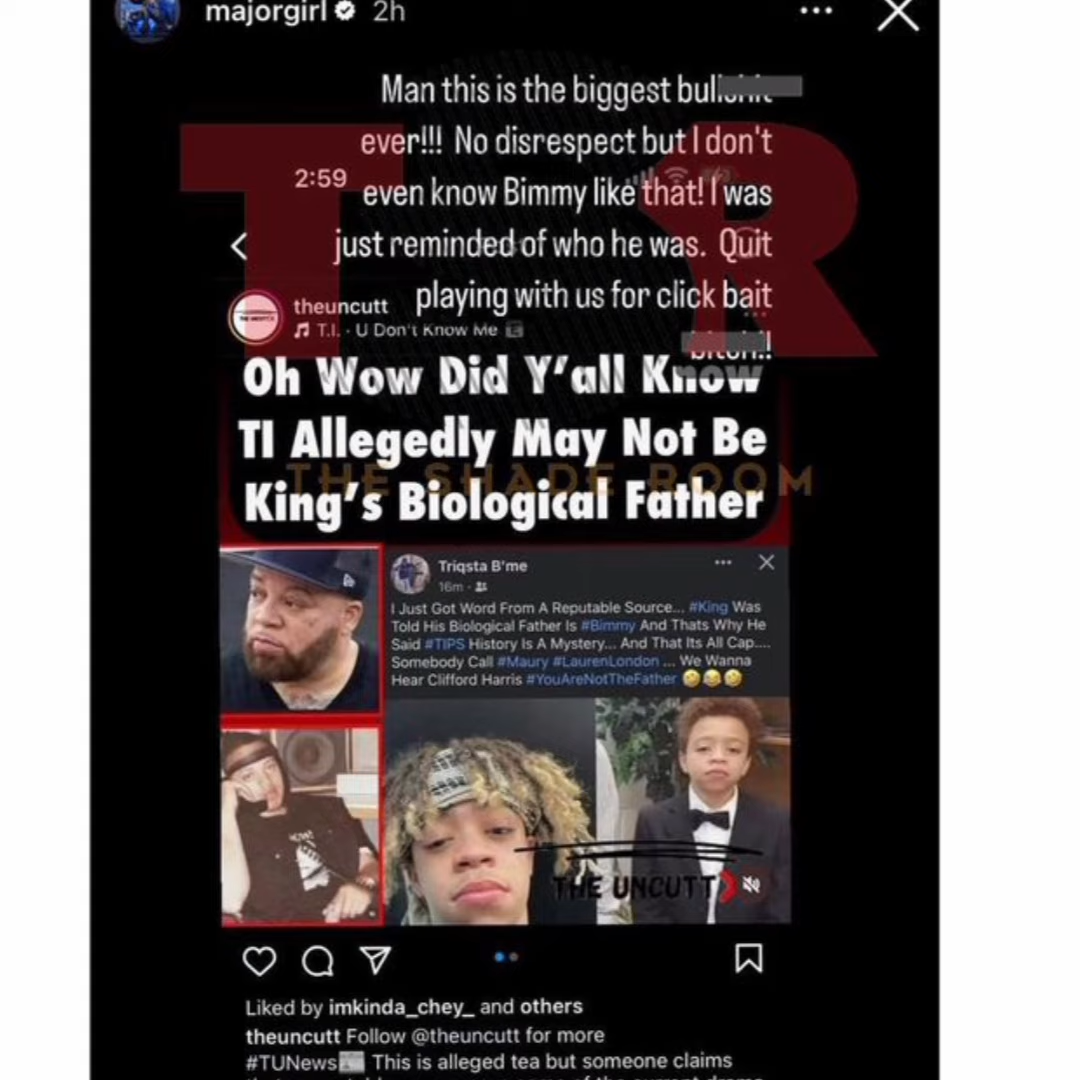 majorgirl 2h
Man this is the biggest
ever!!! No disrespect but I don't
2:59
even know Bimmy like that! I was
just reminded of who he was. Quit
playing with us for click bait
theuncutt
T.I. · U Don't Know Me
Oh Wow Did Y'all Know
TI Allegedly May Not Be
King's Biological Father
THE SHADE ROOM
TR
Triqsta B'me
16m
I Just Got Word From A Reputable Source... #King Was
Told His Biological Father Is #Bimmy And Thats Why He
Said #TIPS History Is A Mystery... And That Its All Cap....
Somebody Call #Maury #LaurenLondon ... We Wanna
Hear Clifford Harris #YouAreNotTheFather 🤣😂🤣
THE UNCUTT
Liked by imkinda_chey_ and others
theuncutt Follow @theuncutt for more
#TUNews This is alleged tea but someone claims